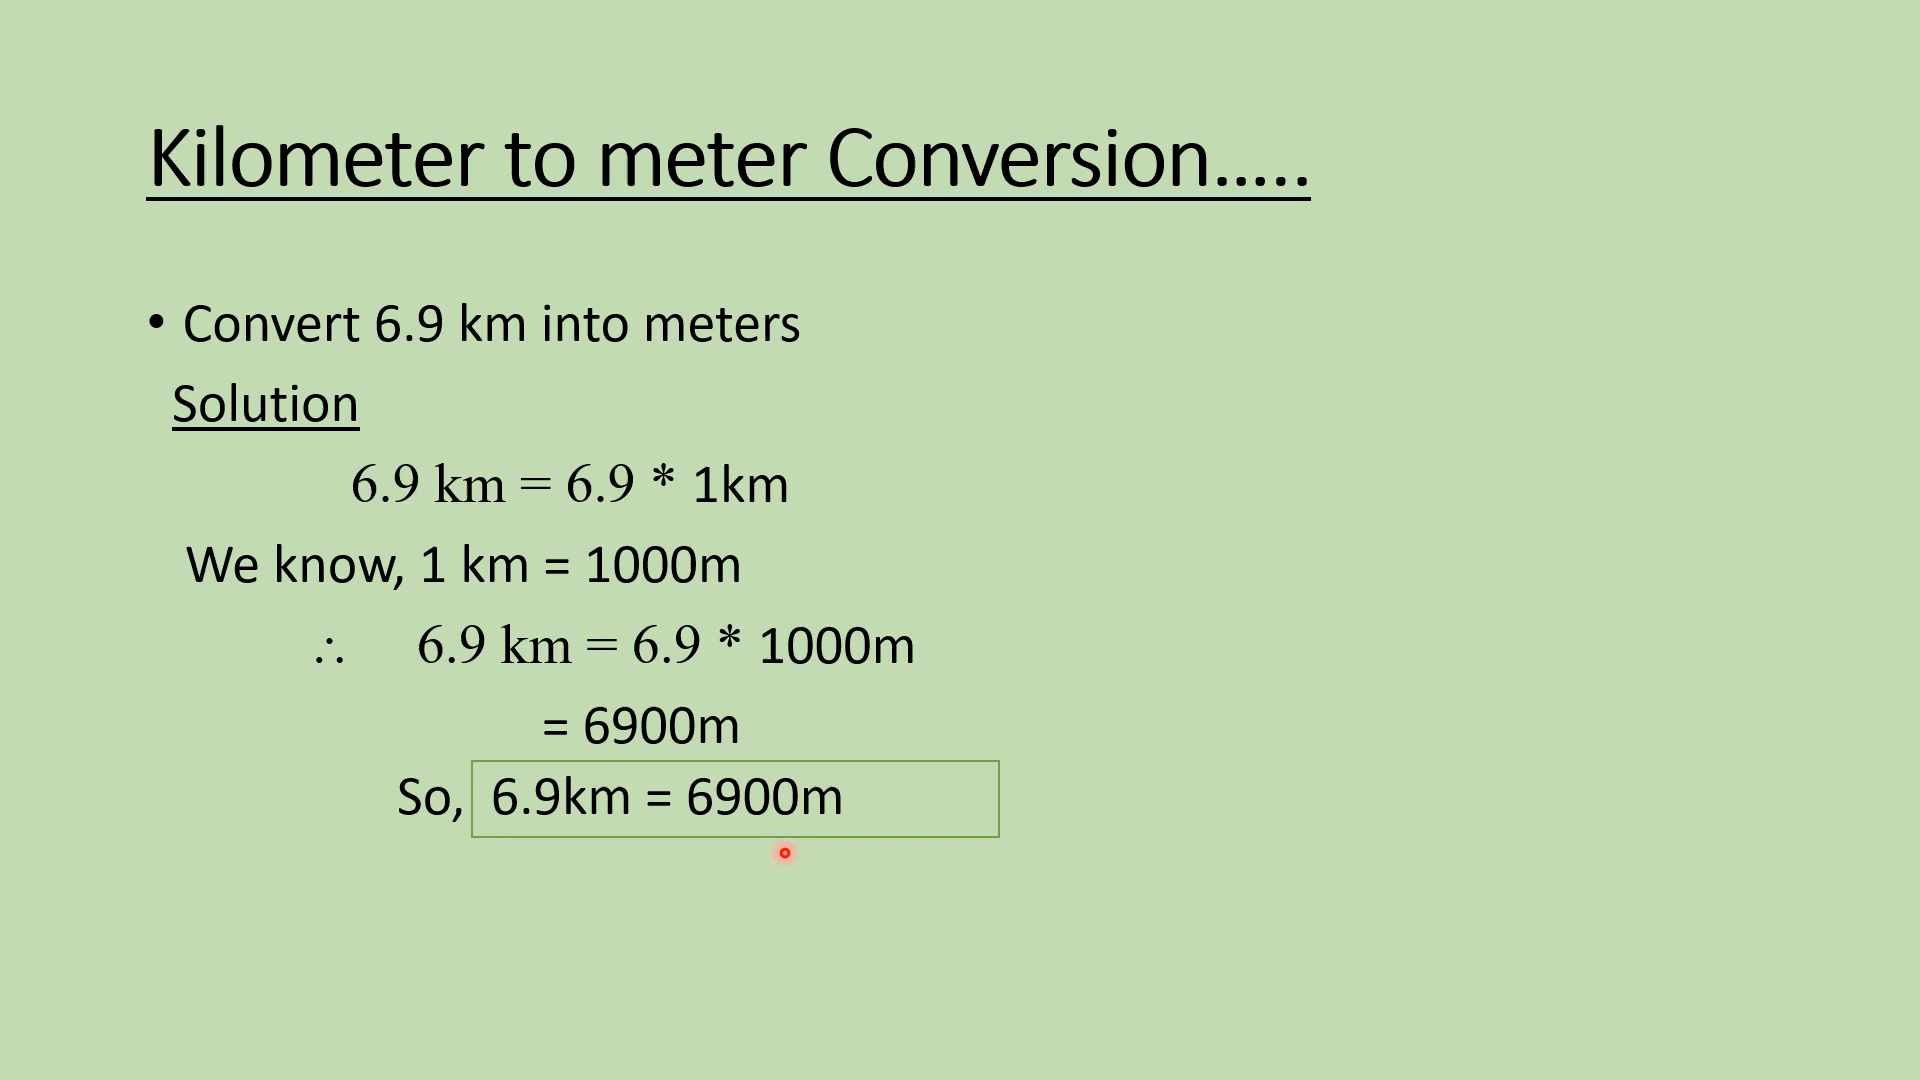 Kilometer to meter Conversion.....
• Convert 6.9 km into meters
Solution
6.9 km = 6.9 * 1km
We know, 1 km = 1000m
∴ 6.9 km = 6.9 * 1000m
= 6900m
So, 6.9km = 6900m